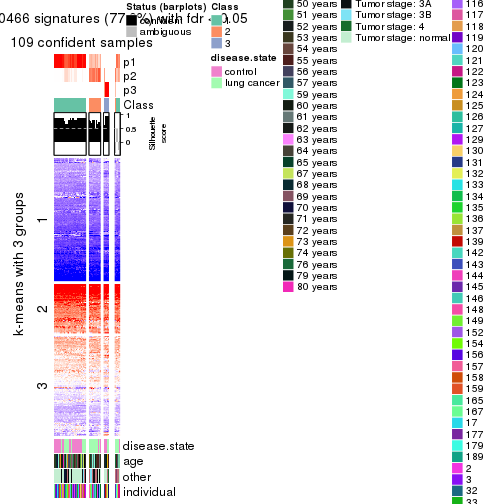 0466 signatures (77.2%) with fdr < 0.05
109 confident samples
p1
p2
p3
Class
1
0.5
0
Silhouette
score
k-means with 3 groups
1
2
3
disease.state
age
other
individual
Status (barplots)
ambiguous
Class
1
2
3
disease.state
control
lung cancer
50 years
51 years
52 years
53 years
54 years
55 years
56 years
57 years
59 years
60 years
61 years
62 years
63 years
64 years
65 years
67 years
68 years
69 years
70 years
71 years
72 years
73 years
74 years
76 years
79 years
80 years
Tumor stage: 3A
Tumor stage: 3B
Tumor stage: 4
Tumor stage: normal
116
117
118
119
120
121
122
123
124
125
126
127
129
130
131
132
133
134
135
136
137
139
142
143
144
145
146
148
149
152
154
156
157
158
159
165
167
17
177
179
189
2
3
32
33